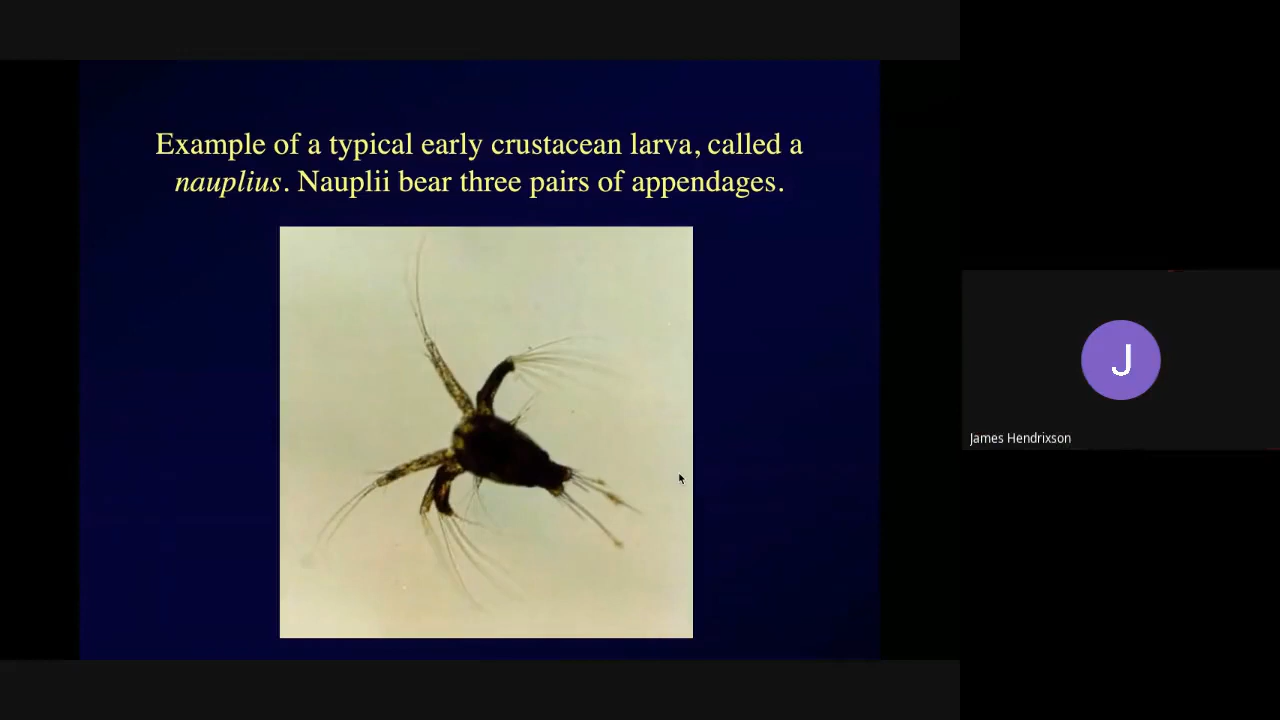 Example of a typical early crustacean larva, called a
nauplius. Nauplii bear three pairs of appendages.
J
James Hendrixson